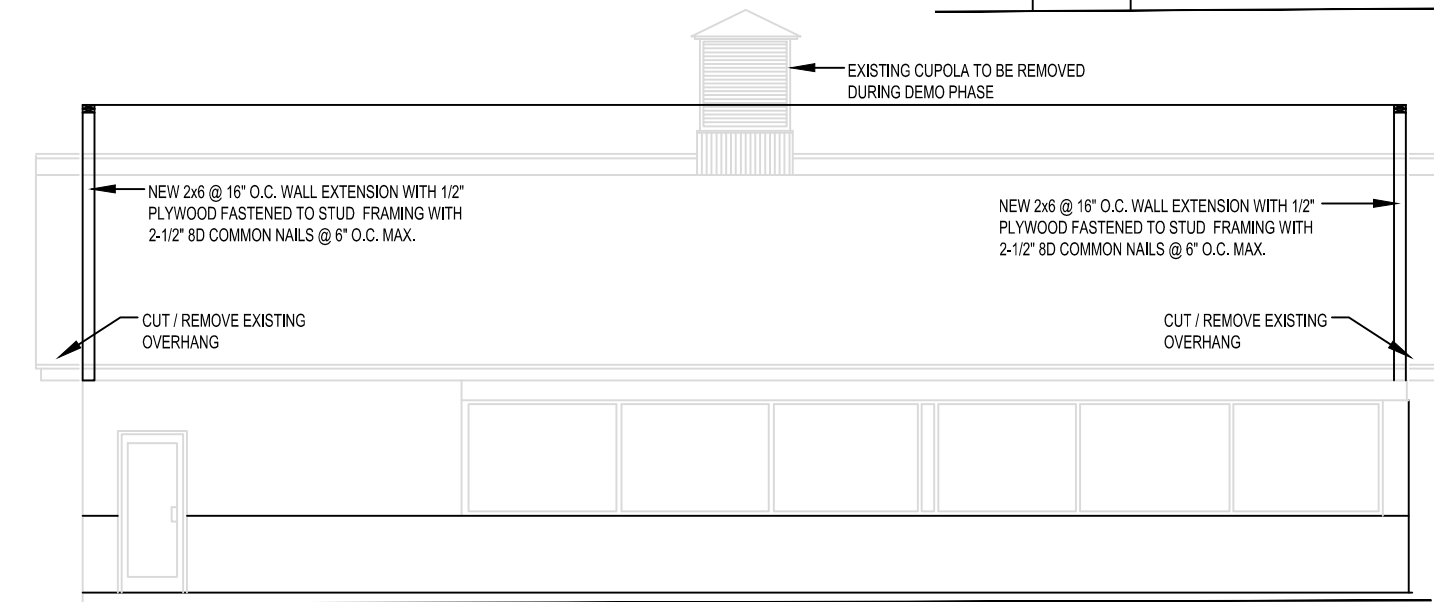 EXISTING CUPOLA TO BE REMOVED
DURING DEMO PHASE
NEW 2x6 @ 16" O.C. WALL EXTENSION WITH 1/2"
PLYWOOD FASTENED TO STUD FRAMING WITH
2-1/2" 8D COMMON NAILS @ 6" O.C. MAX.
NEW 2x6 @ 16" O.C. WALL EXTENSION WITH 1/2"
PLYWOOD FASTENED TO STUD FRAMING WITH
2-1/2" 8D COMMON NAILS @ 6" O.C. MAX.
CUT / REMOVE EXISTING
OVERHANG
CUT / REMOVE EXISTING
OVERHANG